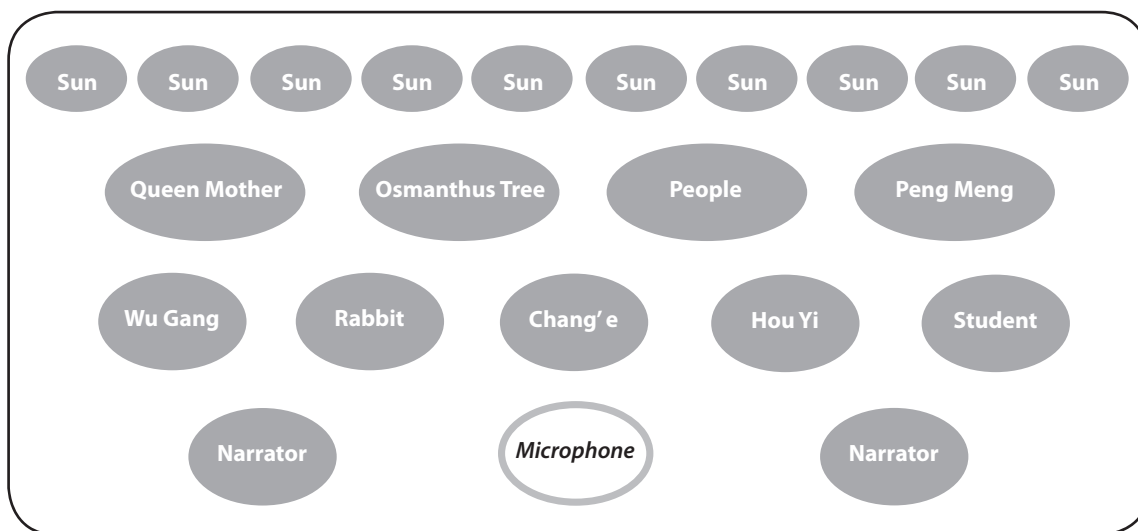 Sun Sun Sun Sun Sun Sun Sun Sun Sun Sun
Queen Mother Osmanthus Tree People Peng Meng
Wu Gang Rabbit Chang’ e Hou Yi Student
Narrator Microphone Narrator